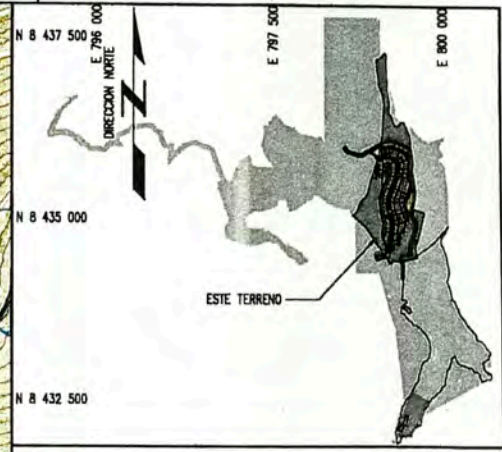 N 8 437 500
E 796 000
E 797 500
E 800 000
DIRECCION NORTE
N
N 8 435 000
ESTE TERRENO
N 8 432 500